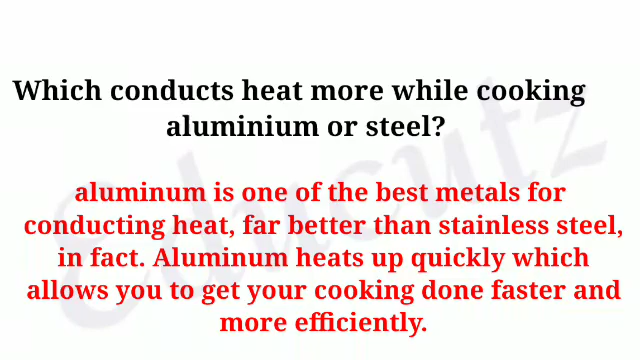 Which conducts heat more while cooking
aluminium or steel?
aluminum is one of the best metals for
conducting heat, far better than stainless steel,
in fact. Aluminum heats up quickly which
allows you to get your cooking done faster and
more efficiently.